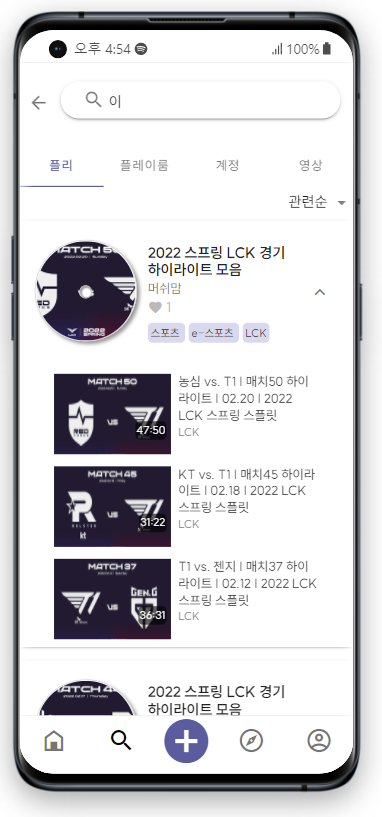 오후 4:54
100%
이
플리 플레이룸 계정 영상
관련순
MATCH 50
2022 스프링 LCK 경기
하이라이트 모음
머쉬맘
1
2022
SPRING
스포츠 e-스포츠 LCK
MATCH 50
VS
47:50
농심 vs. T1 | 매치50 하이
라이트 | 02.20 | 2022
LCK 스프링 스플릿
LCK
MATCH 45
VS
kt
31:22
KT vs. T1 | 매치45 하이라
이트 | 02.18 | 2022 LCK
스프링 스플릿
LCK
MATCH 37
VS
GEN.G
36:31
T1 vs. 젠지 | 매치37 하이
라이트 | 02.12 | 2022 LCK
스프링 스플릿
LCK
2022 스프링 LCK 경기
하이라이트 모음